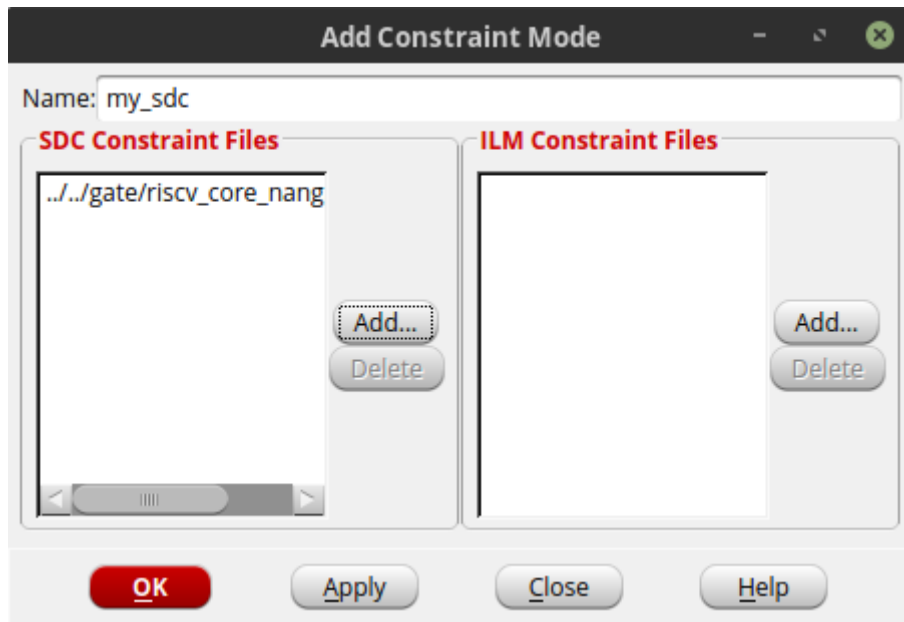 Add Constraint Mode
Name: my_sdc
SDC Constraint Files
ILM Constraint Files
../../gate/riscv_core_nang
Add...
Delete
Add...
Delete
OK
Apply
Close
Help